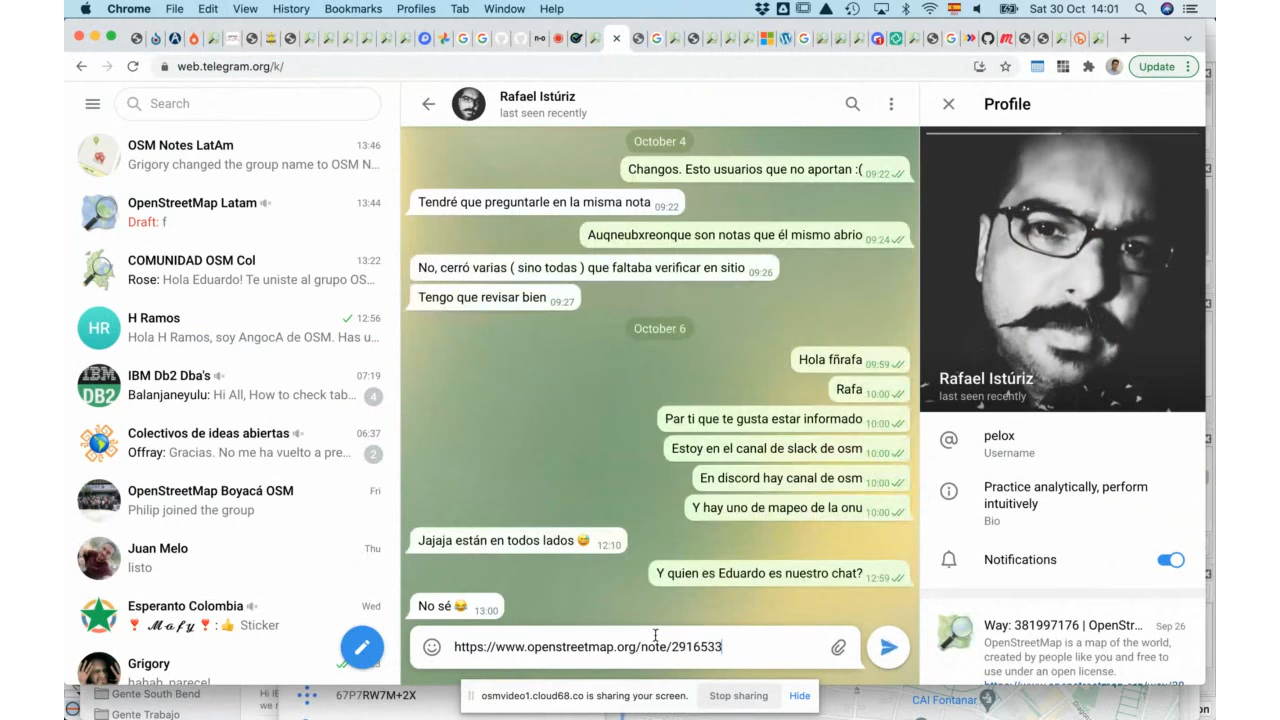 Chrome File Edit View History Bookmarks Profiles Tab Window Help Sat 30 Oct 14:01
web.telegram.org/k/
Update
Search
OSM Notes LatAm 13:46
Grigory changed the group name to OSM N...
OpenStreetMap Latam 13:44
Draft: f
COMUNIDAD OSM Col 13:22
Rose: Hola Eduardo! Te uniste al grupo OS...
HR
H Ramos 12:56
Hola H Ramos, soy AngocA de OSM. Has u...
IBM Db2 Dba's 07:19
Balanjaneyulu: Hi All, How to check tab... 4
Colectivos de ideas abiertas 06:37
Offray: Gracias. No me ha vuelto a pre... 2
OpenStreetMap Boyacá OSM Fri
Philip joined the group
Juan Melo Thu
listo
Esperanto Colombia Wed
❣️ 𝓜𝓪𝓯𝔂 ❣️: 👍 Sticker
Grigory
hahah, parecel
Rafael Istúriz
last seen recently
October 4
Changos. Esto usuarios que no aportan :( 09:22
Tendré que preguntarle en la misma nota 09:22
Auqneubxreonque son notas que él mismo abrio 09:24
No, cerró varias ( sino todas ) que faltaba verificar en sitio 09:26
Tengo que revisar bien 09:27
October 6
Hola fñrafa 09:59
Rafa 10:00
Par ti que te gusta estar informado 10:00
Estoy en el canal de slack de osm 10:00
En discord hay canal de osm 10:00
Y hay uno de mapeo de la onu 10:00
Jajaja están en todos lados 😅 12:10
Y quien es Eduardo es nuestro chat? 12:59
No sé 😂 13:00
https://www.openstreetmap.org/note/2916533
Profile
Rafael Istúriz
last seen recently
pelox
Username
Practice analytically, perform
intuitively
Bio
Notifications
Way: 381997176 | OpenStr... Sep 26
OpenStreetMap is a map of the world,
created by people like you and free to
use under an open license.
osmvideo1.cloud68.co is sharing your screen. Stop sharing Hide
Gente South Bend
Gente Trabajo
67P7RW7M+2X
CAI Fontanar